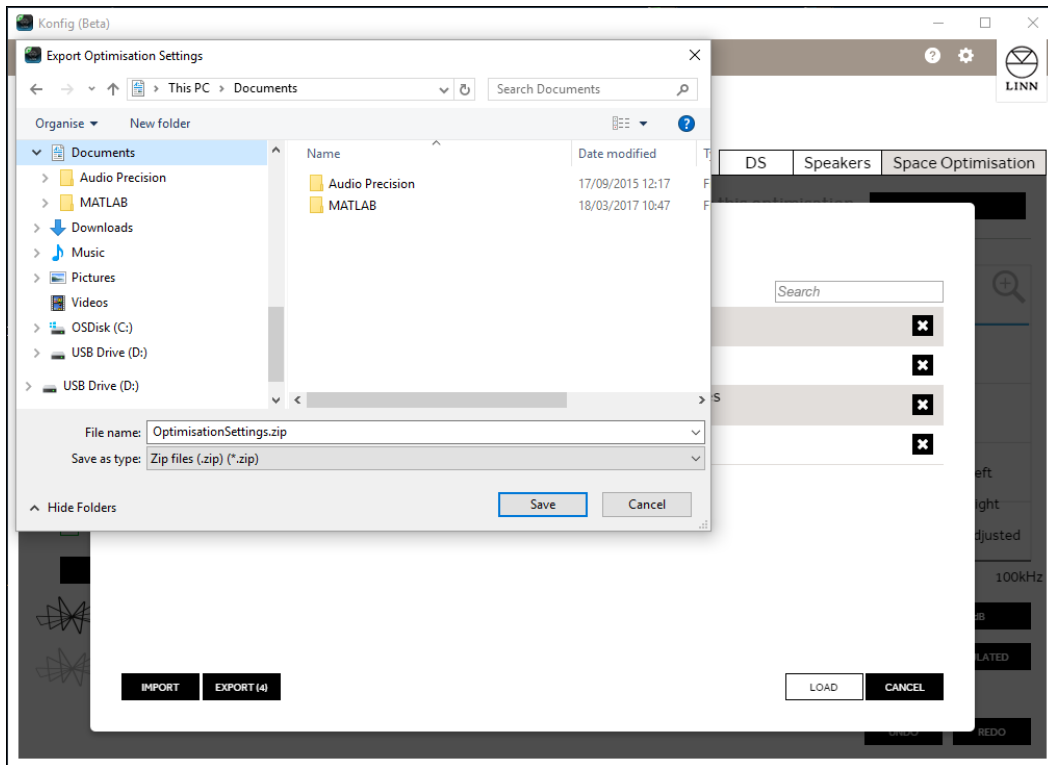 Konfig (Beta)
Export Optimisation Settings
LINN
This PC > Documents
Search Documents
Organise
New folder
Documents
Audio Precision
MATLAB
Downloads
Music
Pictures
Videos
OSDisk (C:)
USB Drive (D:)
USB Drive (D:)
Name
Date modified
Audio Precision
17/09/2015 12:17
MATLAB
18/03/2017 10:47
File name:
OptimisationSettings.zip
Save as type:
Zip files (.zip) (*.zip)
Hide Folders
Save
Cancel
DS
Speakers
Space Optimisation
this optimisation
Search
100kHz
IMPORT
EXPORT (4)
LOAD
CANCEL
UNDO
REDO